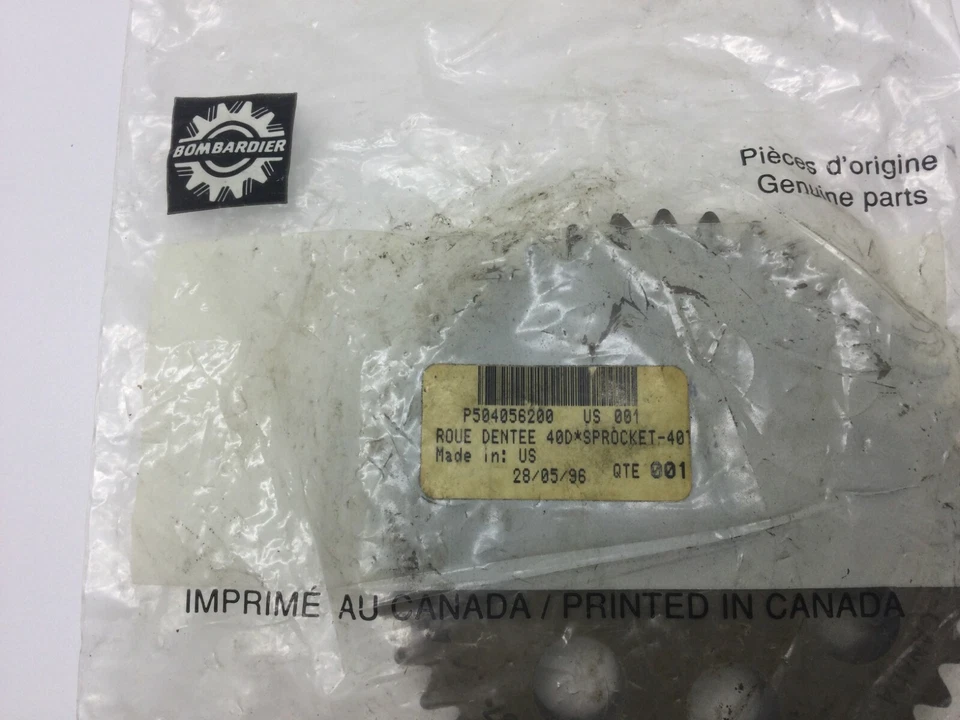 BOMBARDIER
Pièces d'origine
Genuine parts
P504056200 US 001
ROUE DENTEE 40D*SPROCKET-40T
Made in: US
28/05/96 QTE 001
IMPRIMÉ AU CANADA / PRINTED IN CANADA